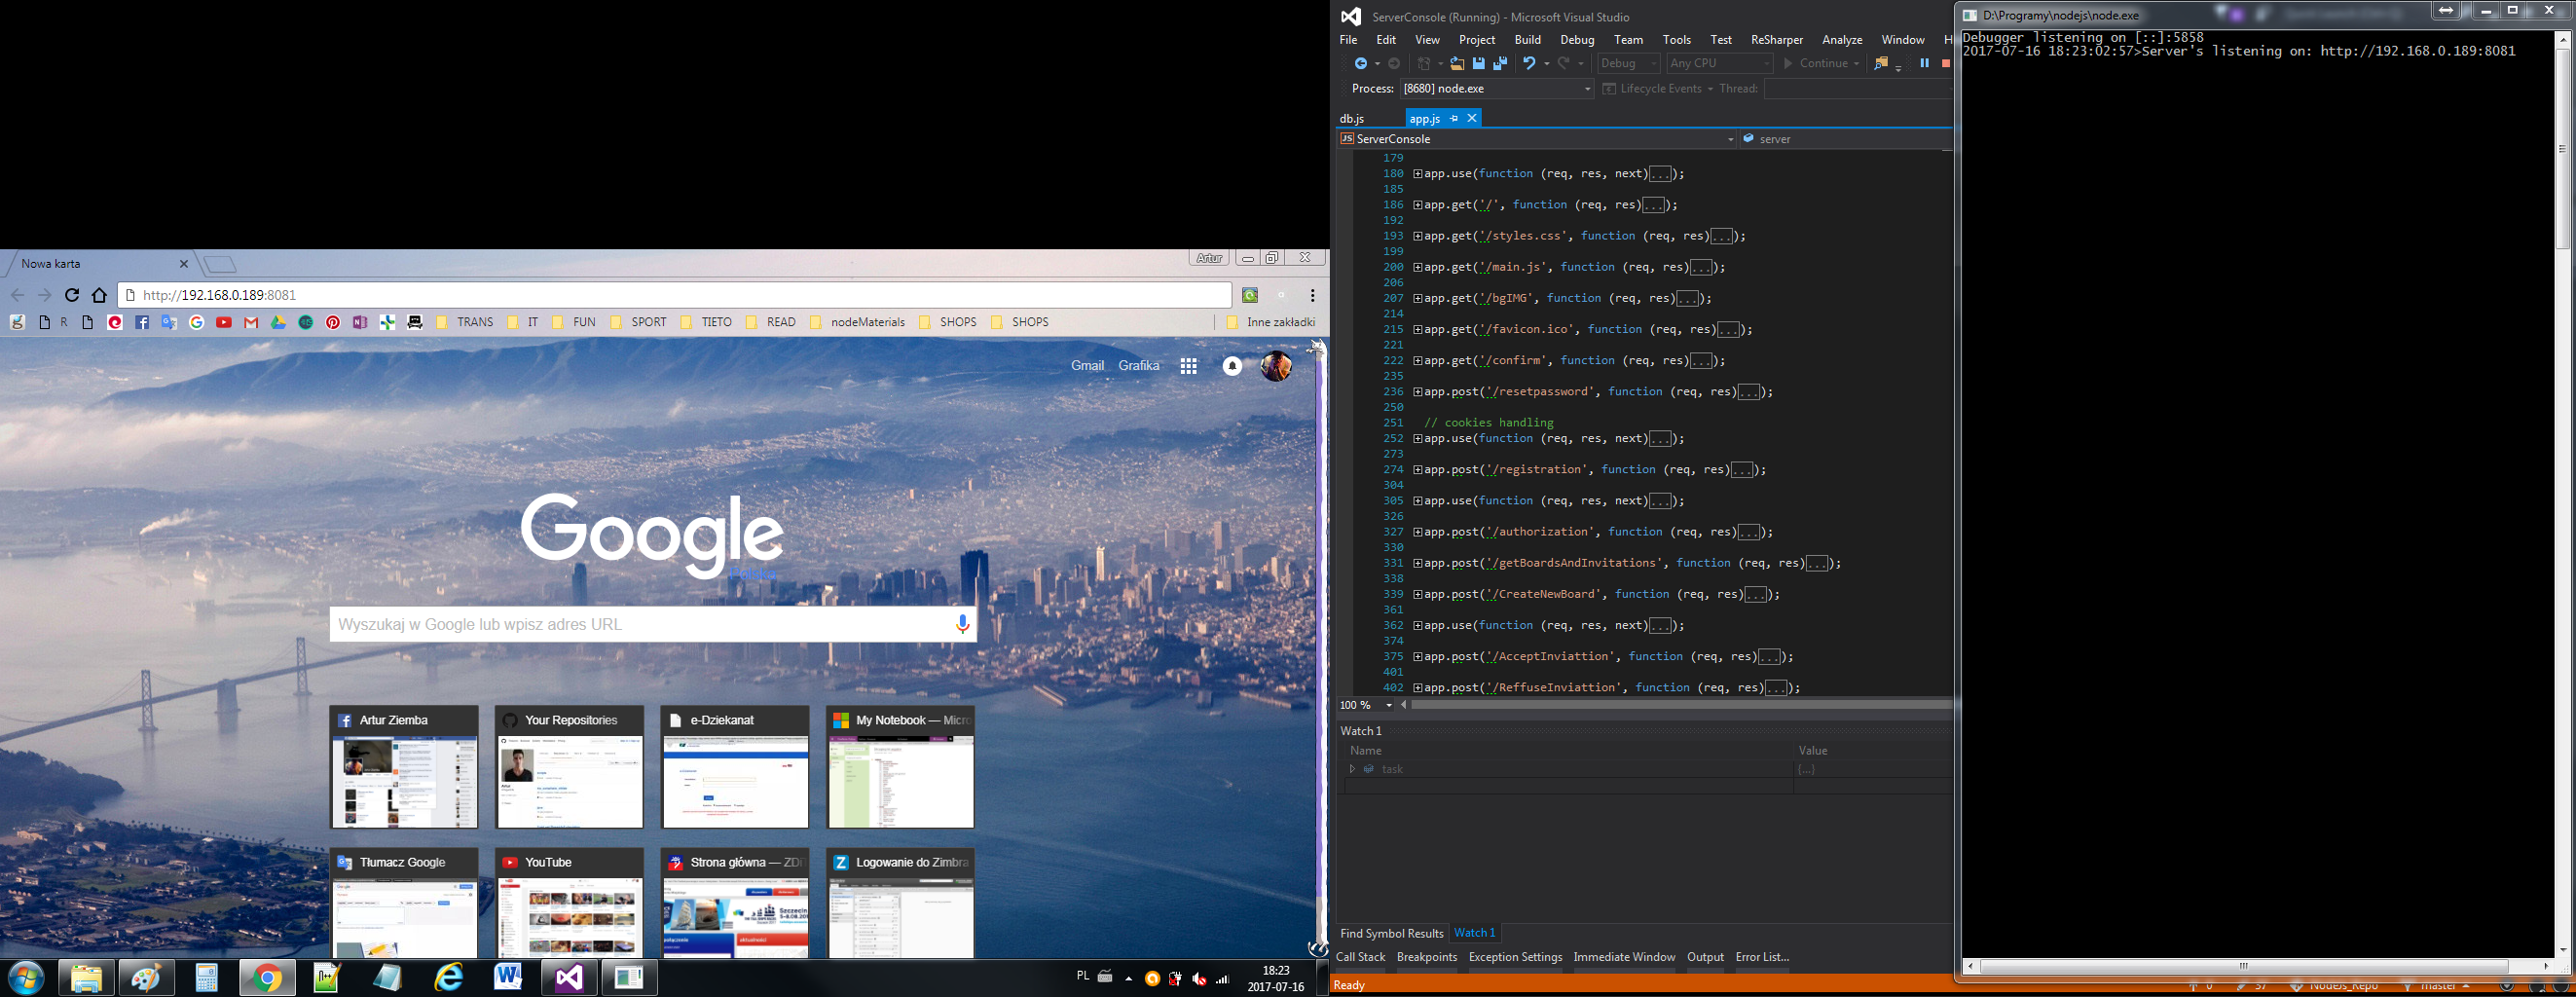 Nowa karta
Artur
http://192.168.0.189:8081
R
TRANS
IT
FUN
SPORT
TIETO
READ
nodeMaterials
SHOPS
SHOPS
Inne zakładki
Gmail Grafika
Google
Polska
Wyszukaj w Google lub wpisz adres URL
Artur Ziemba
Your Repositories
e-Dziekanat
My Notebook — Micro
Tłumacz Google
YouTube
Strona główna — ZDiT
Logowanie do Zimbra
PL
18:23
2017-07-16
ServerConsole (Running) - Microsoft Visual Studio
File Edit View Project Build Debug Team Tools Test ReSharper Analyze Window H
Debug Any CPU Continue
Process: [8680] node.exe Lifecycle Events Thread:
db.js app.js
ServerConsole server
179
180 app.use(function (req, res, next)...);
185
186 app.get('/', function (req, res)...);
192
193 app.get('/styles.css', function (req, res)...);
199
200 app.get('/main.js', function (req, res)...);
206
207 app.get('/bgIMG', function (req, res)...);
214
215 app.get('/favicon.ico', function (req, res)...);
221
222 app.get('/confirm', function (req, res)...);
235
236 app.post('/resetpassword', function (req, res)...);
250
251 // cookies handling
252 app.use(function (req, res, next)...);
273
274 app.post('/registration', function (req, res)...);
304
305 app.use(function (req, res, next)...);
326
327 app.post('/authorization', function (req, res)...);
330
331 app.post('/getBoardsAndInvitations', function (req, res)...);
338
339 app.post('/CreateNewBoard', function (req, res)...);
361
362 app.use(function (req, res, next)...);
374
375 app.post('/AcceptInviattion', function (req, res)...);
401
402 app.post('/ReffuseInviattion', function (req, res)...);
100 %
Watch 1
Name Value
task {...}
Find Symbol Results Watch 1
Call Stack Breakpoints Exception Settings Immediate Window Output Error List...
Ready
0 37 NodeJs_Repo master
D:\Programy\nodejs\node.exe
Debugger listening on [::]:5858
2017-07-16 18:23:02:57>Server's listening on: http://192.168.0.189:8081